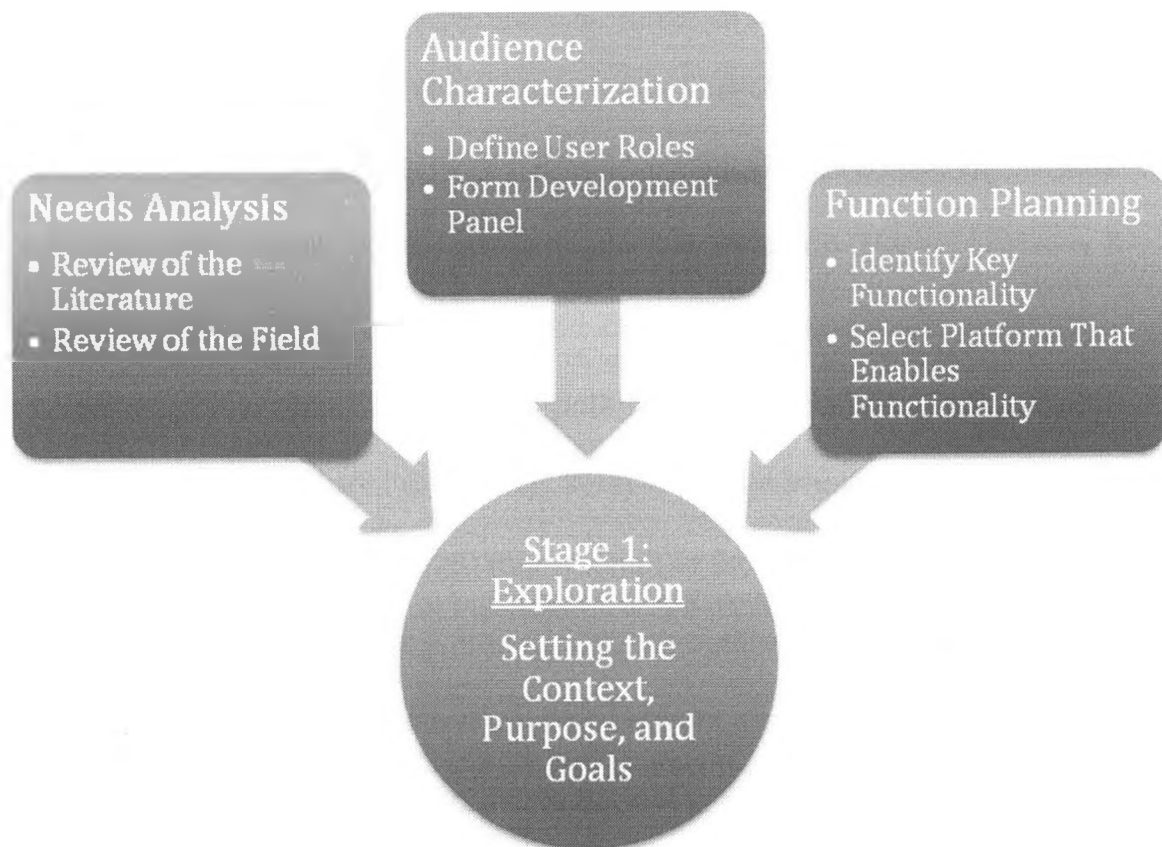 Audience
Characterization
• Define User Roles
• Form Development
Panel
Needs Analysis
• Review of the
Literature
• Review of the Field
Function Planning
• Identify Key
Functionality
• Select Platform That
Enables
Functionality
Stage 1:
Exploration
Setting the
Context,
Purpose, and
Goals